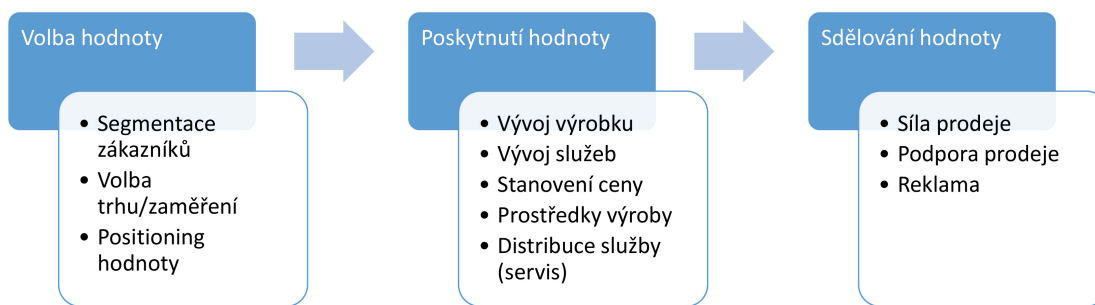 Volba hodnoty
• Segmentace
zákazníků
• Volba
trhu/zaměření
• Positioning
hodnoty
Poskytnutí hodnoty
• Vývoj výrobku
• Vývoj služeb
• Stanovení ceny
• Prostředky výroby
• Distribuce služby
(servis)
Sdělování hodnoty
• Síla prodeje
• Podpora prodeje
• Reklama